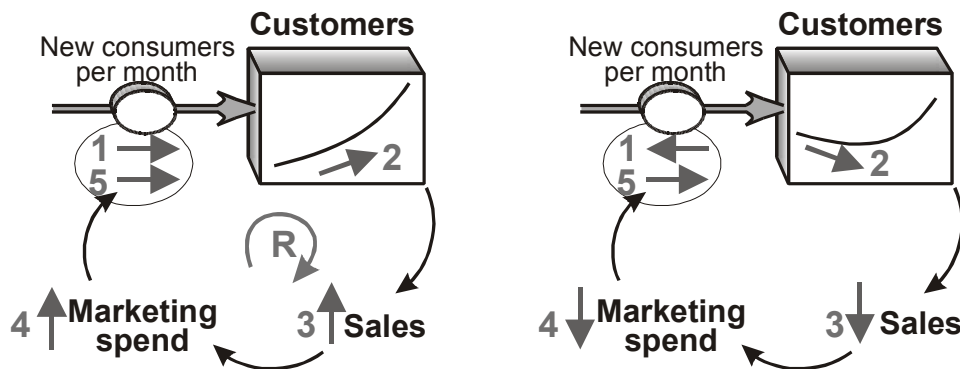 Customers
New consumers
per month
1
5
2
R
4
Marketing
spend
3
Sales
Customers
New consumers
per month
1
5
2
4
Marketing
spend
3
Sales